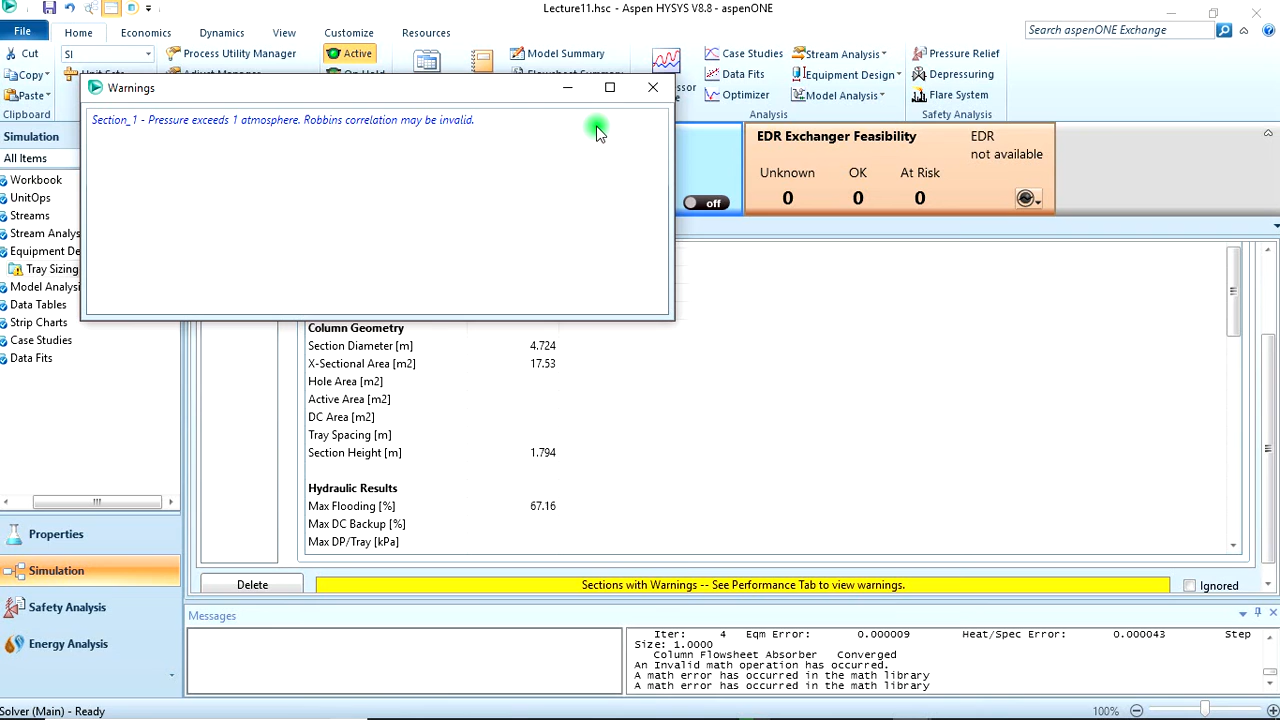 Lecture11.hsc - Aspen HYSYS V8.8 - aspenONE
File Home Economics Dynamics View Customize Resources
Search aspenONE Exchange
Cut SI Process Utility Manager Active Model Summary Case Studies Stream Analysis Pressure Relief
Copy Data Fits Equipment Design Depressuring
Paste Optimizer Model Analysis Flare System
Clipboard Analysis Safety Analysis
Warnings
Section_1 - Pressure exceeds 1 atmosphere. Robbins correlation may be invalid.
off
EDR Exchanger Feasibility
EDR
not available
Unknown OK At Risk
0 0 0
Simulation
All Items
Workbook
UnitOps
Streams
Stream Analys
Equipment De
Tray Sizing
Model Analys
Data Tables
Strip Charts
Case Studies
Data Fits
Properties
Simulation
Safety Analysis
Energy Analysis
Column Geometry
Section Diameter [m] 4.724
X-Sectional Area [m2] 17.53
Hole Area [m2]
Active Area [m2]
DC Area [m2]
Tray Spacing [m]
Section Height [m] 1.794
Hydraulic Results
Max Flooding [%] 67.16
Max DC Backup [%]
Max DP/Tray [kPa]
Delete Sections with Warnings -- See Performance Tab to view warnings. Ignored
Messages
Iter: 4 Eqm Error: 0.000009 Heat/Spec Error: 0.000043 Step
Size: 1.0000
Column Flowsheet Absorber Converged
An Invalid math operation has occurred.
A math error has occurred in the math library
A math error has occurred in the math library
Solver (Main) - Ready 100%